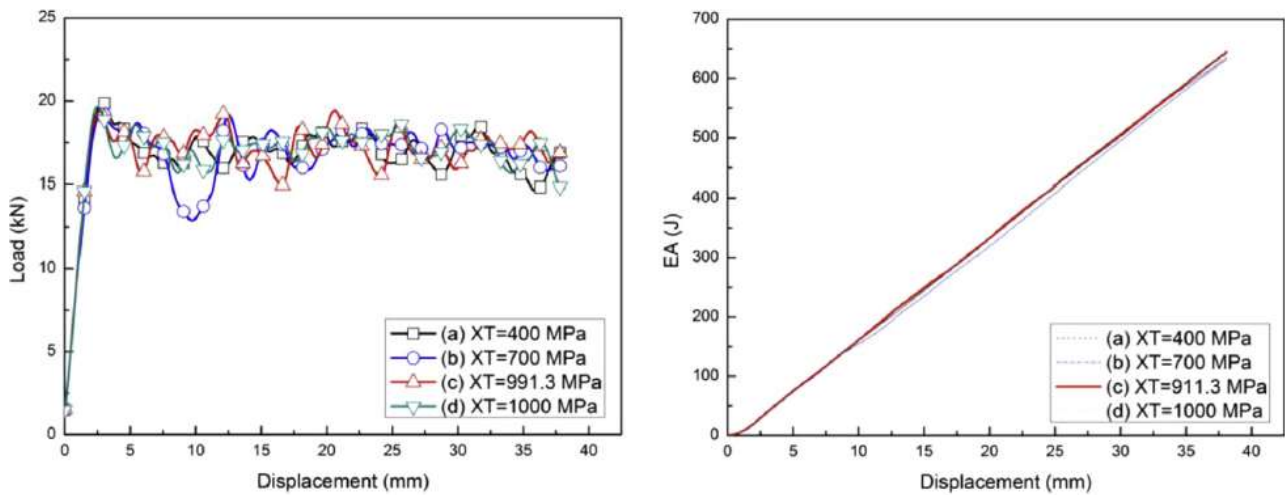 25
20
15
10
5
0
Load (kN)
(a) XT=400 MPa
(b) XT=700 MPa
(c) XT=991.3 MPa
(d) XT=1000 MPa
0 5 10 15 20 25 30 35 40
Displacement (mm)
700
600
500
400
300
200
100
0
EA (J)
(a) XT=400 MPa
(b) XT=700 MPa
(c) XT=911.3 MPa
(d) XT=1000 MPa
0 5 10 15 20 25 30 35 40
Displacement (mm)